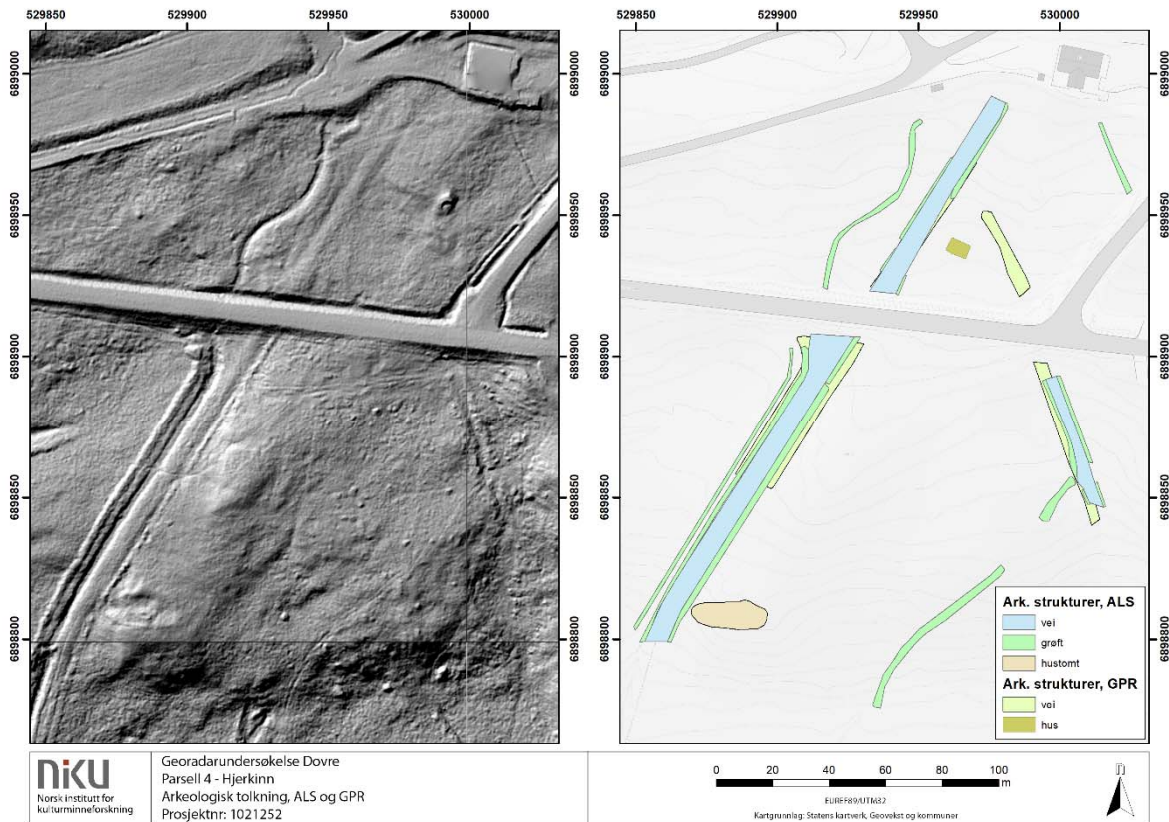 529850 529900 529950 530000
529850 529900 529950 530000
6899000
6898950
6898900
6898850
6898800
6899000
6898950
6898900
6898850
6898800
Ark. strukturer, ALS
vei
grøft
hustomt
Ark. strukturer, GPR
vei
hus
NIKU
Norsk institutt for
kulturminneforskning
Georadarundersøkelse Dovre
Parsell 4 - Hjerkinn
Arkeologisk tolkning, ALS og GPR
Prosjektnr: 1021252
0 20 40 60 80 100
m
EUREF89/UTM32
Kartgrunnlag: Statens kartverk, Geovekst og kommuner
n